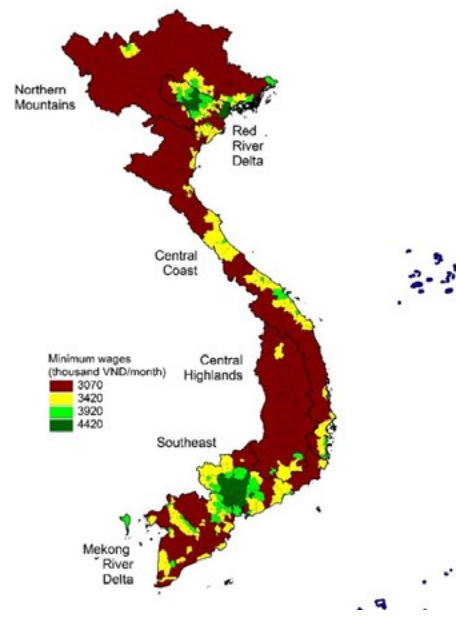 Northern
Mountains
Red
River
Delta
Central
Coast
Minimum wages
(thousand VND/month)
3070
3420
3920
4420
Central
Highlands
Southeast
Mekong
River
Delta